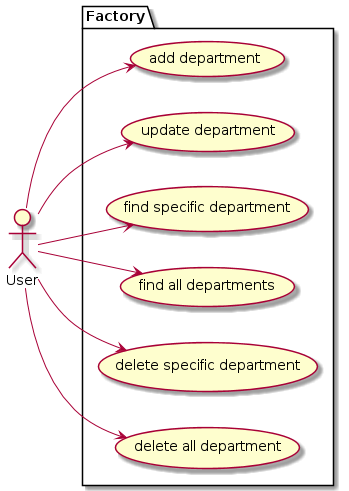 Factory
add department
update department
find specific department
find all departments
User
delete specific department
delete all department